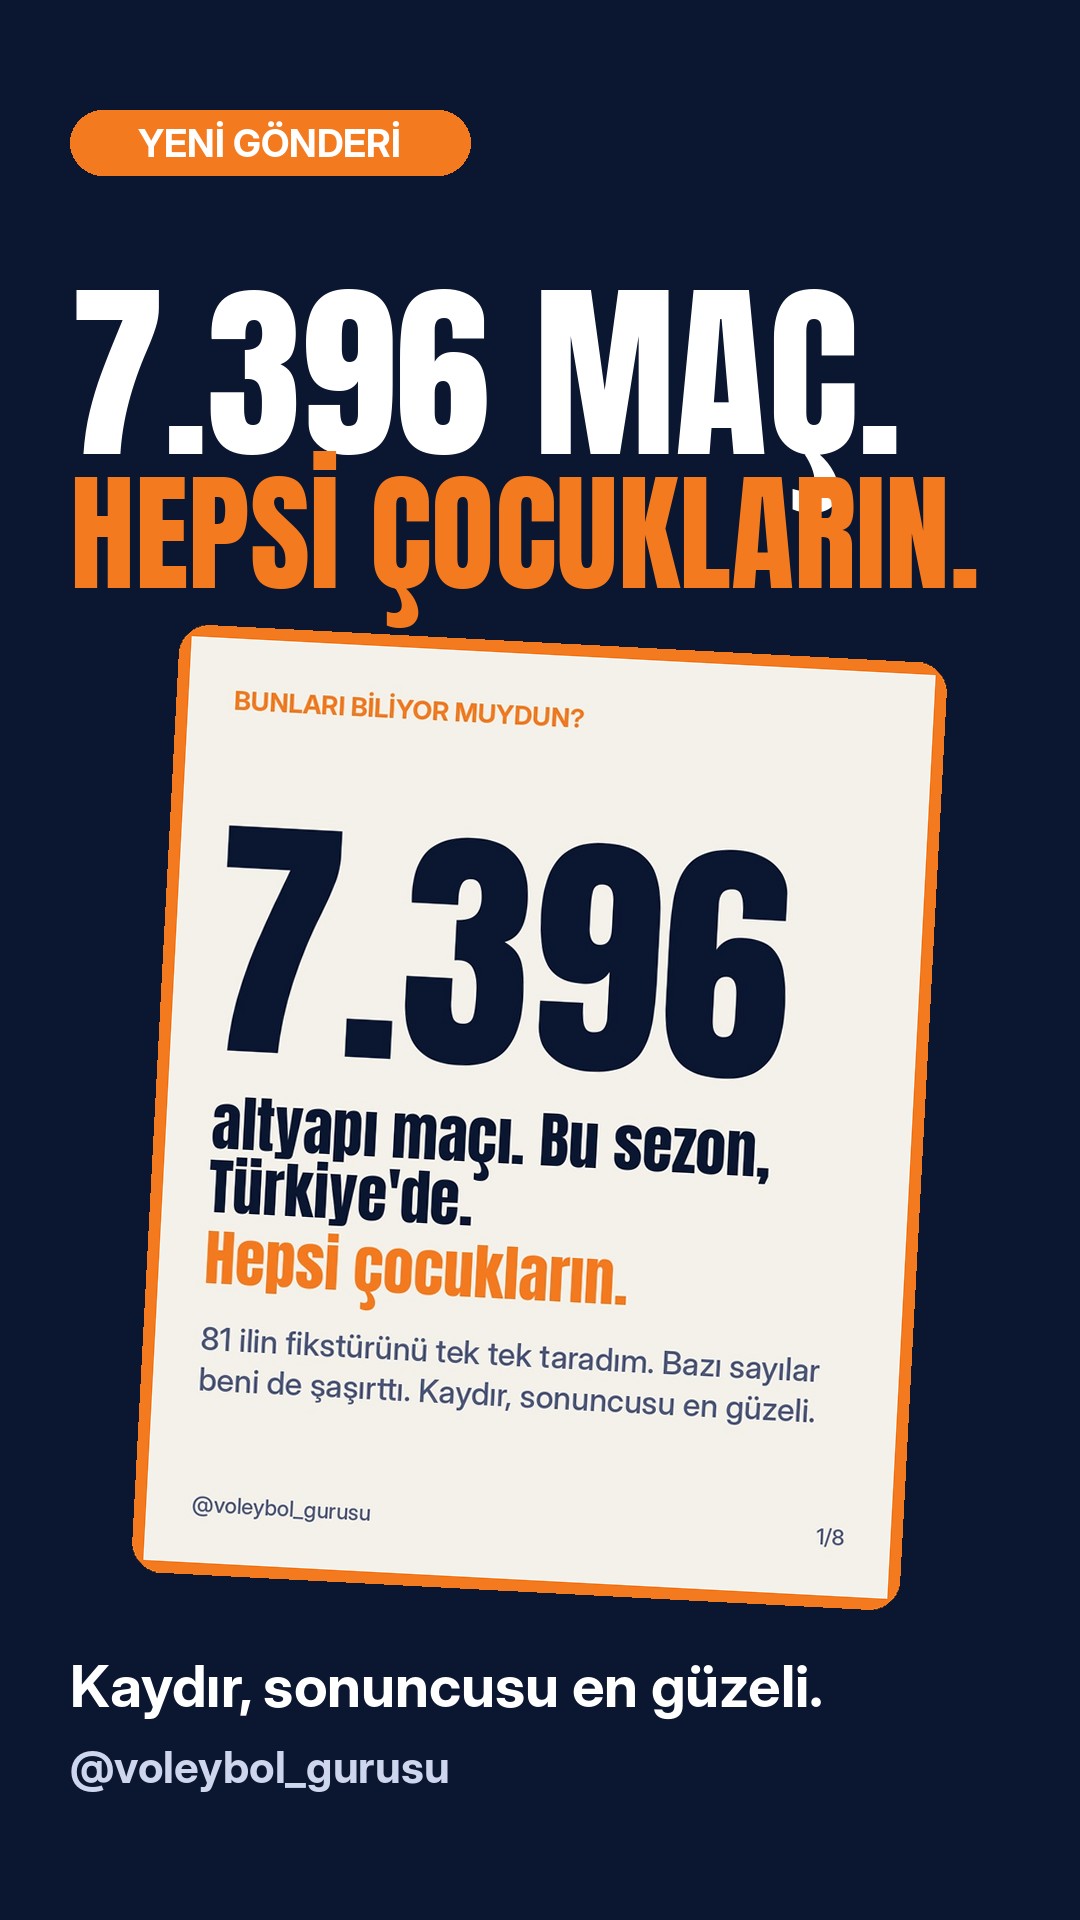 YENİ GÖNDERİ
7.396 MAÇ.
HEPSİ ÇOCUKLARIN.
BUNLARI BİLİYOR MUYDUN?
7.396
altyapı maçı. Bu sezon,
Türkiye'de.
Hepsi çocukların.
81 ilin fikstürünü tek tek taradım. Bazı sayılar
beni de şaşırttı. Kaydır, sonuncusu en güzeli.
@voleybol_gurusu
1/8
Kaydır, sonuncusu en güzeli.
@voleybol_gurusu